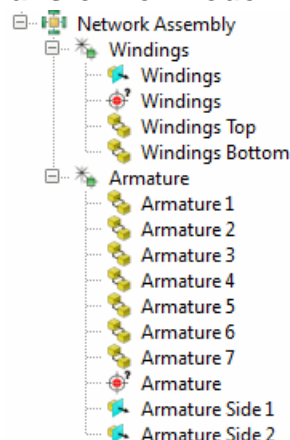 Network Assembly
Windings
Windings
Windings
Windings Top
Windings Bottom
Armature
Armature 1
Armature 2
Armature 3
Armature 4
Armature 5
Armature 6
Armature 7
Armature
Armature Side 1
Armature Side 2